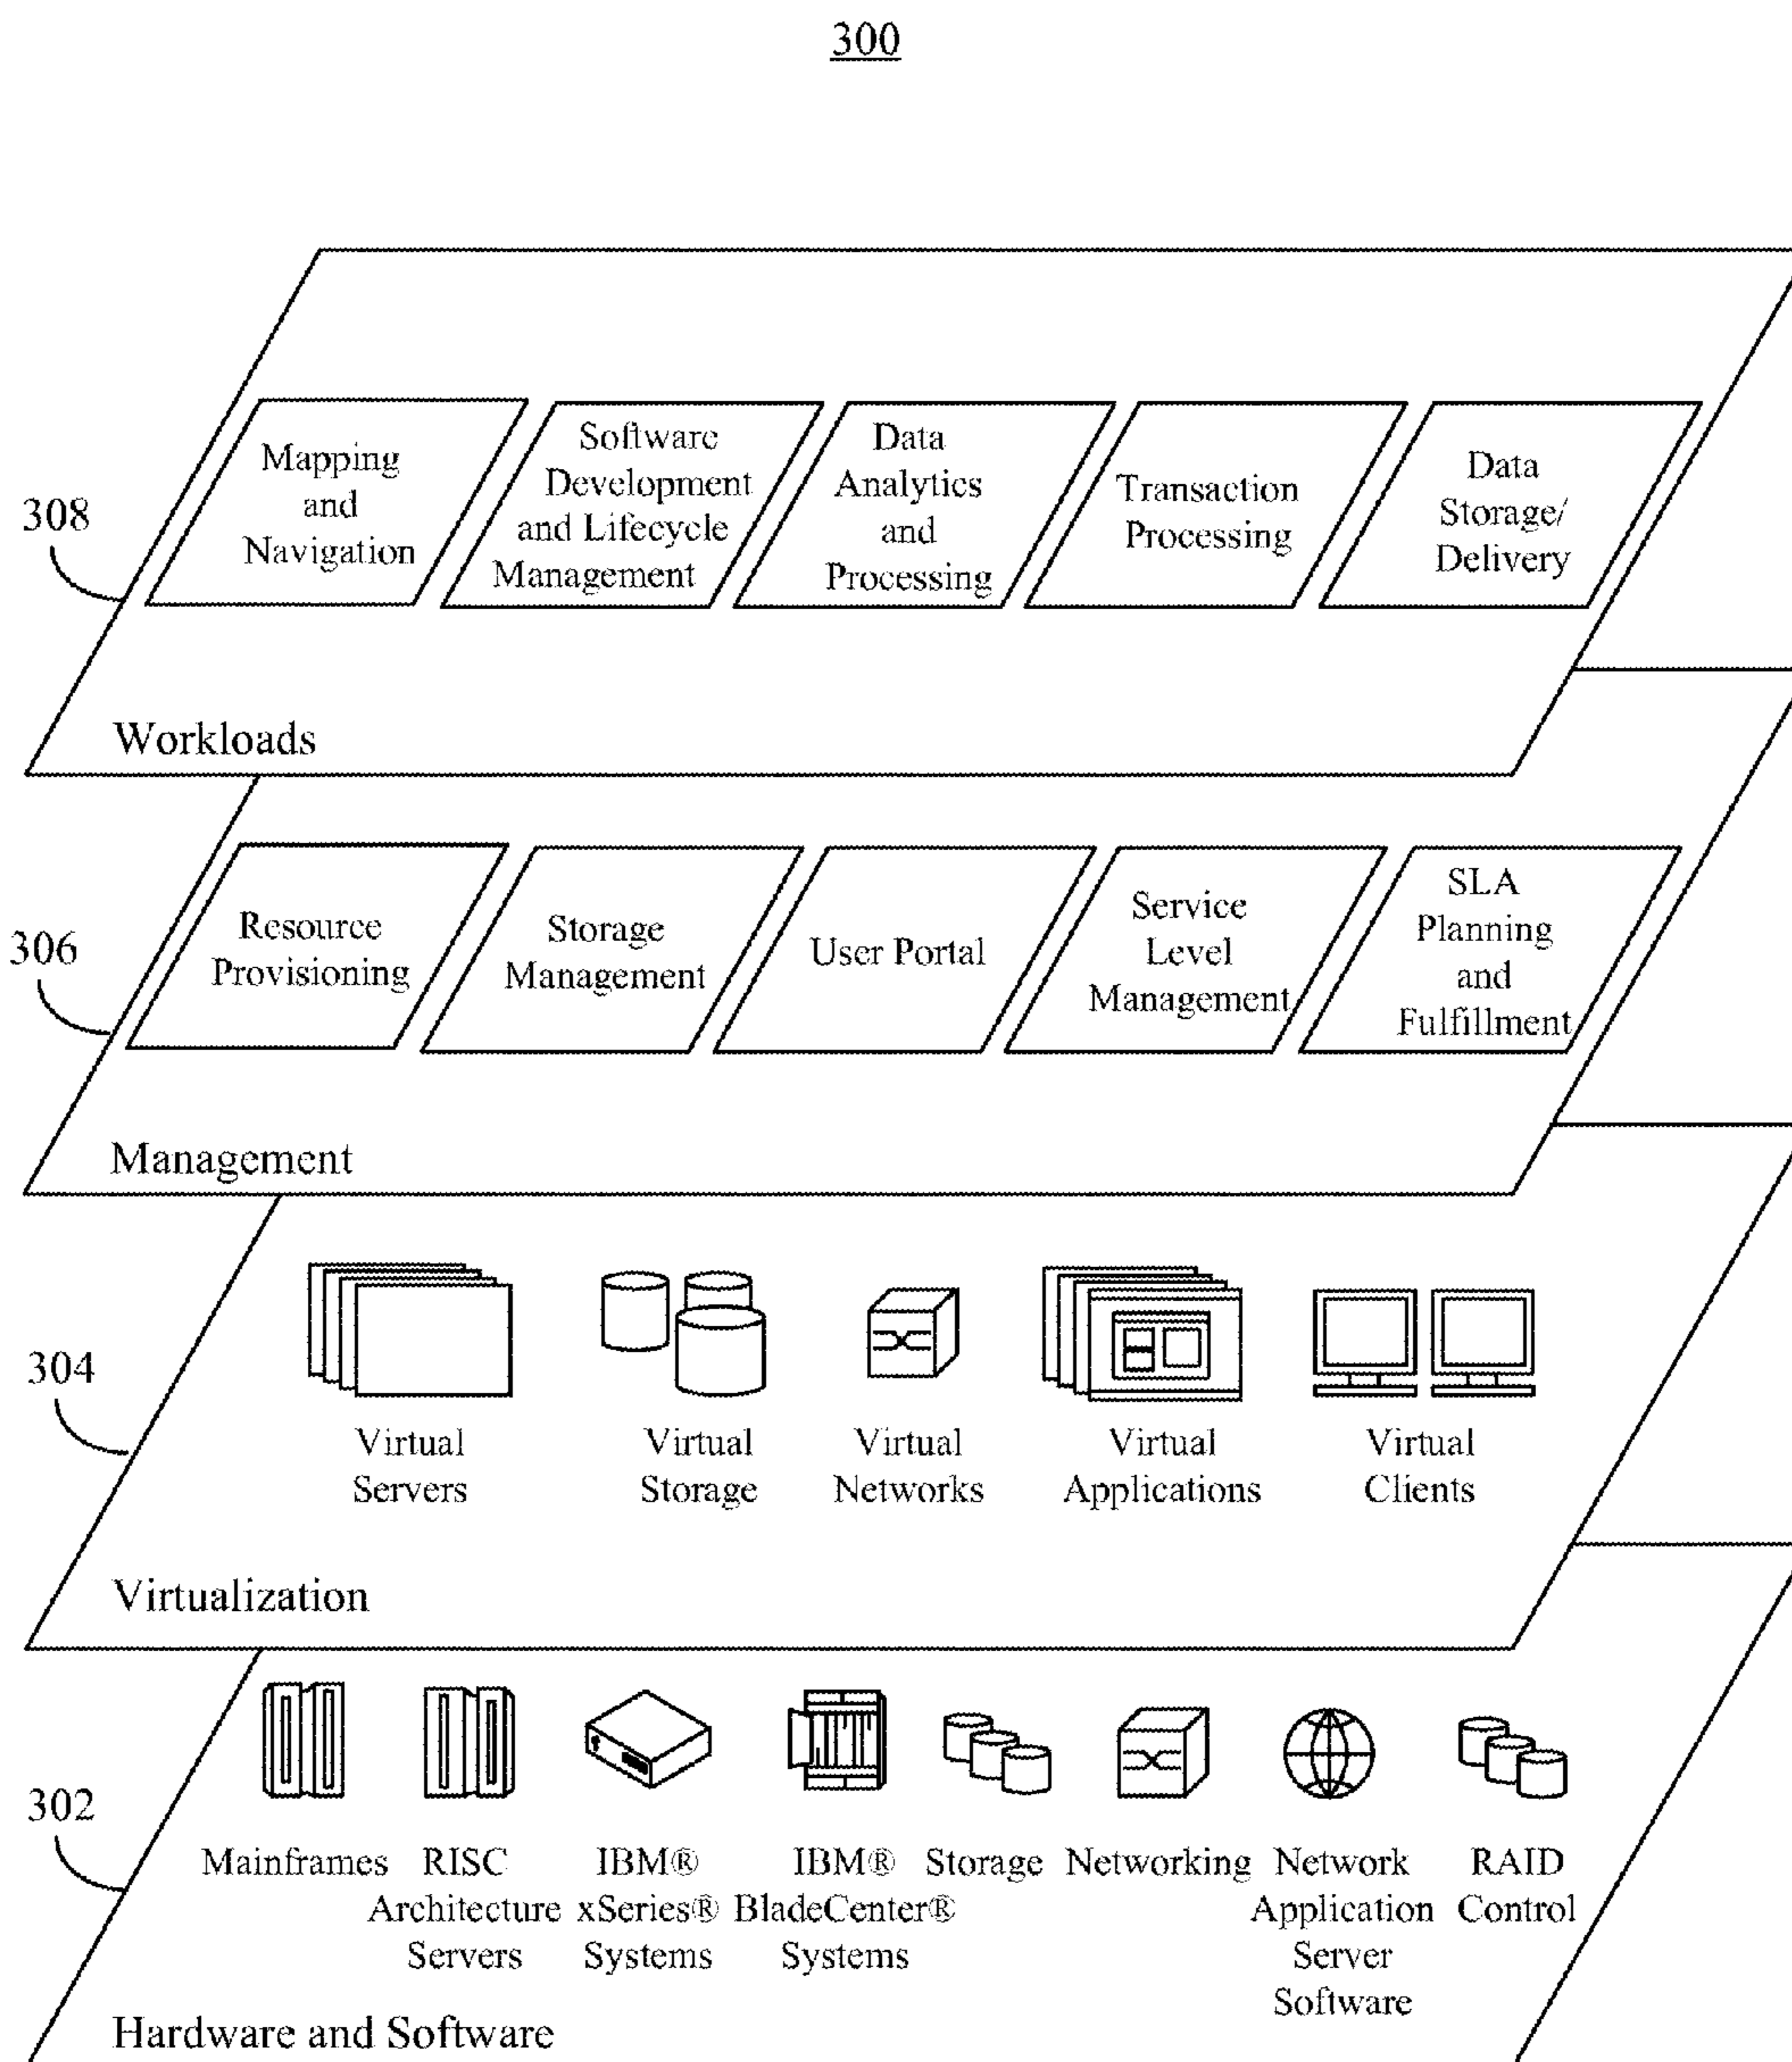 300
308
Mapping
and
Navigation
Software
Development
and Lifecycle
Management
Data
Analytics
and
Processing
Transaction
Processing
Data
Storage/
Delivery
Workloads
306
Resource
Provisioning
Storage
Management
User Portal
Service
Level
Management
SLA
Planning
and
Fulfillment
Management
304
Virtual
Servers
Virtual
Storage
Virtual
Networks
Virtual
Applications
Virtual
Clients
Virtualization
302
Mainframes
RISC
Architecture
Servers
IBM®
xSeries®
Systems
IBM®
BladeCenter®
Systems
Storage
Networking
Network
Application
Server
Software
RAID
Control
Hardware and Software